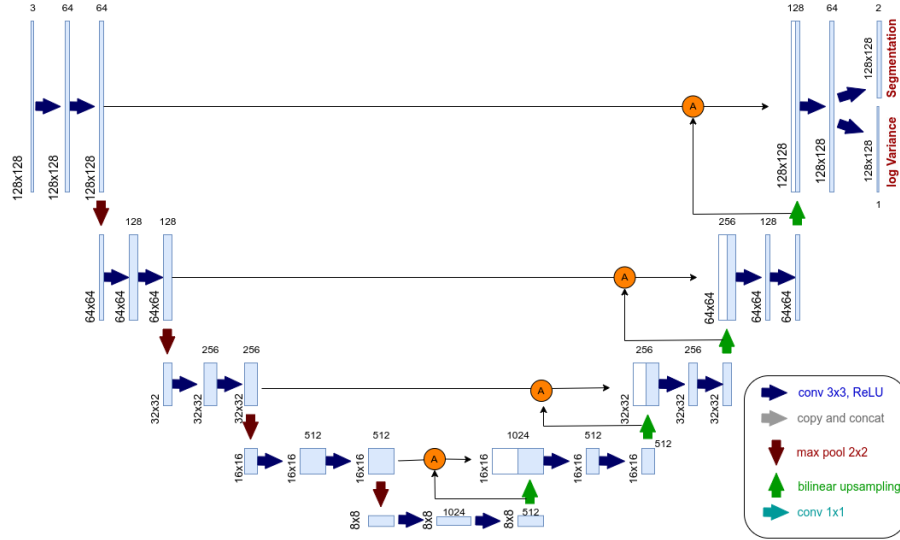 3 64 64 128 64 2
128x128 128x128 128x128 128x128 128x128 128x128
Segmentation
A
128x128
log Variance
1
128 128 256 128
64x64 64x64 64x64 64x64 64x64 64x64
A
256 256 256 256
32x32 32x32 32x32 32x32 32x32 32x32
A
512 512 1024 512 512
16x16 16x16 16x16 16x16 16x16 16x16
A
8x8 8x8 1024 8x8 512
conv 3x3, ReLU
copy and concat
max pool 2x2
bilinear upsampling
conv 1x1